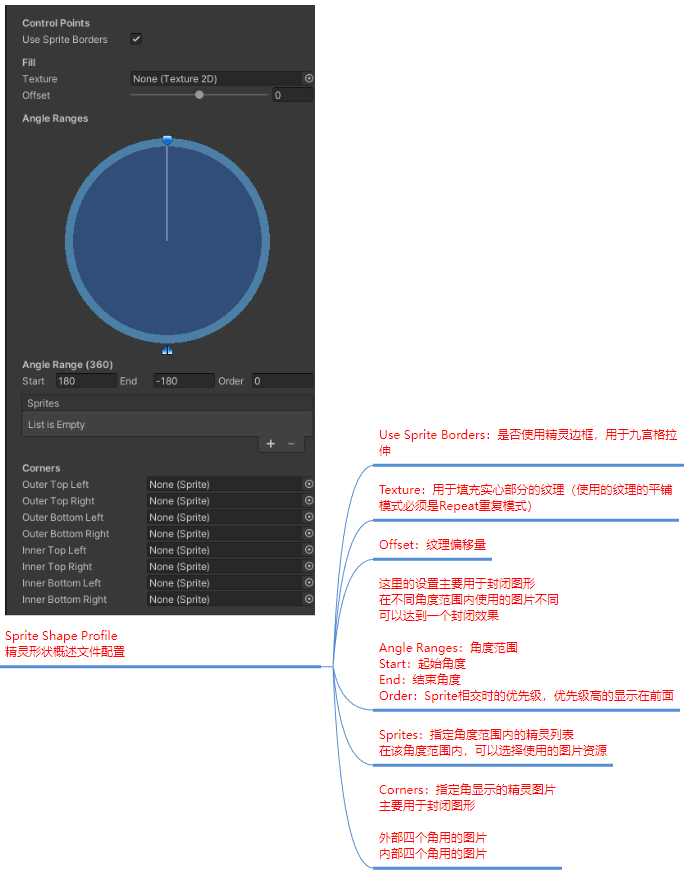 Control Points
Use Sprite Borders
Fill
Texture None (Texture 2D)
Offset 0
Angle Ranges
Angle Range (360)
Start 180 End -180 Order 0
Sprites
List is Empty
+ −
Corners
Outer Top Left None (Sprite)
Outer Top Right None (Sprite)
Outer Bottom Left None (Sprite)
Outer Bottom Right None (Sprite)
Inner Top Left None (Sprite)
Inner Top Right None (Sprite)
Inner Bottom Left None (Sprite)
Inner Bottom Right None (Sprite)
Sprite Shape Profile
精灵形状概述文件配置
Use Sprite Borders：是否使用精灵边框，用于九宫格拉
伸
Texture：用于填充实心部分的纹理（使用的纹理的平铺
模式必须是Repeat重复模式）
Offset：纹理偏移量
这里的设置主要用于封闭图形
在不同角度范围内使用的图片不同
可以达到一个封闭效果
Angle Ranges：角度范围
Start：起始角度
End：结束角度
Order：Sprite相交时的优先级，优先级高的显示在前面
Sprites：指定角度范围内的精灵列表
在该角度范围内，可以选择使用的图片资源
Corners：指定角显示的精灵图片
主要用于封闭图形
外部四个角用的图片
内部四个角用的图片